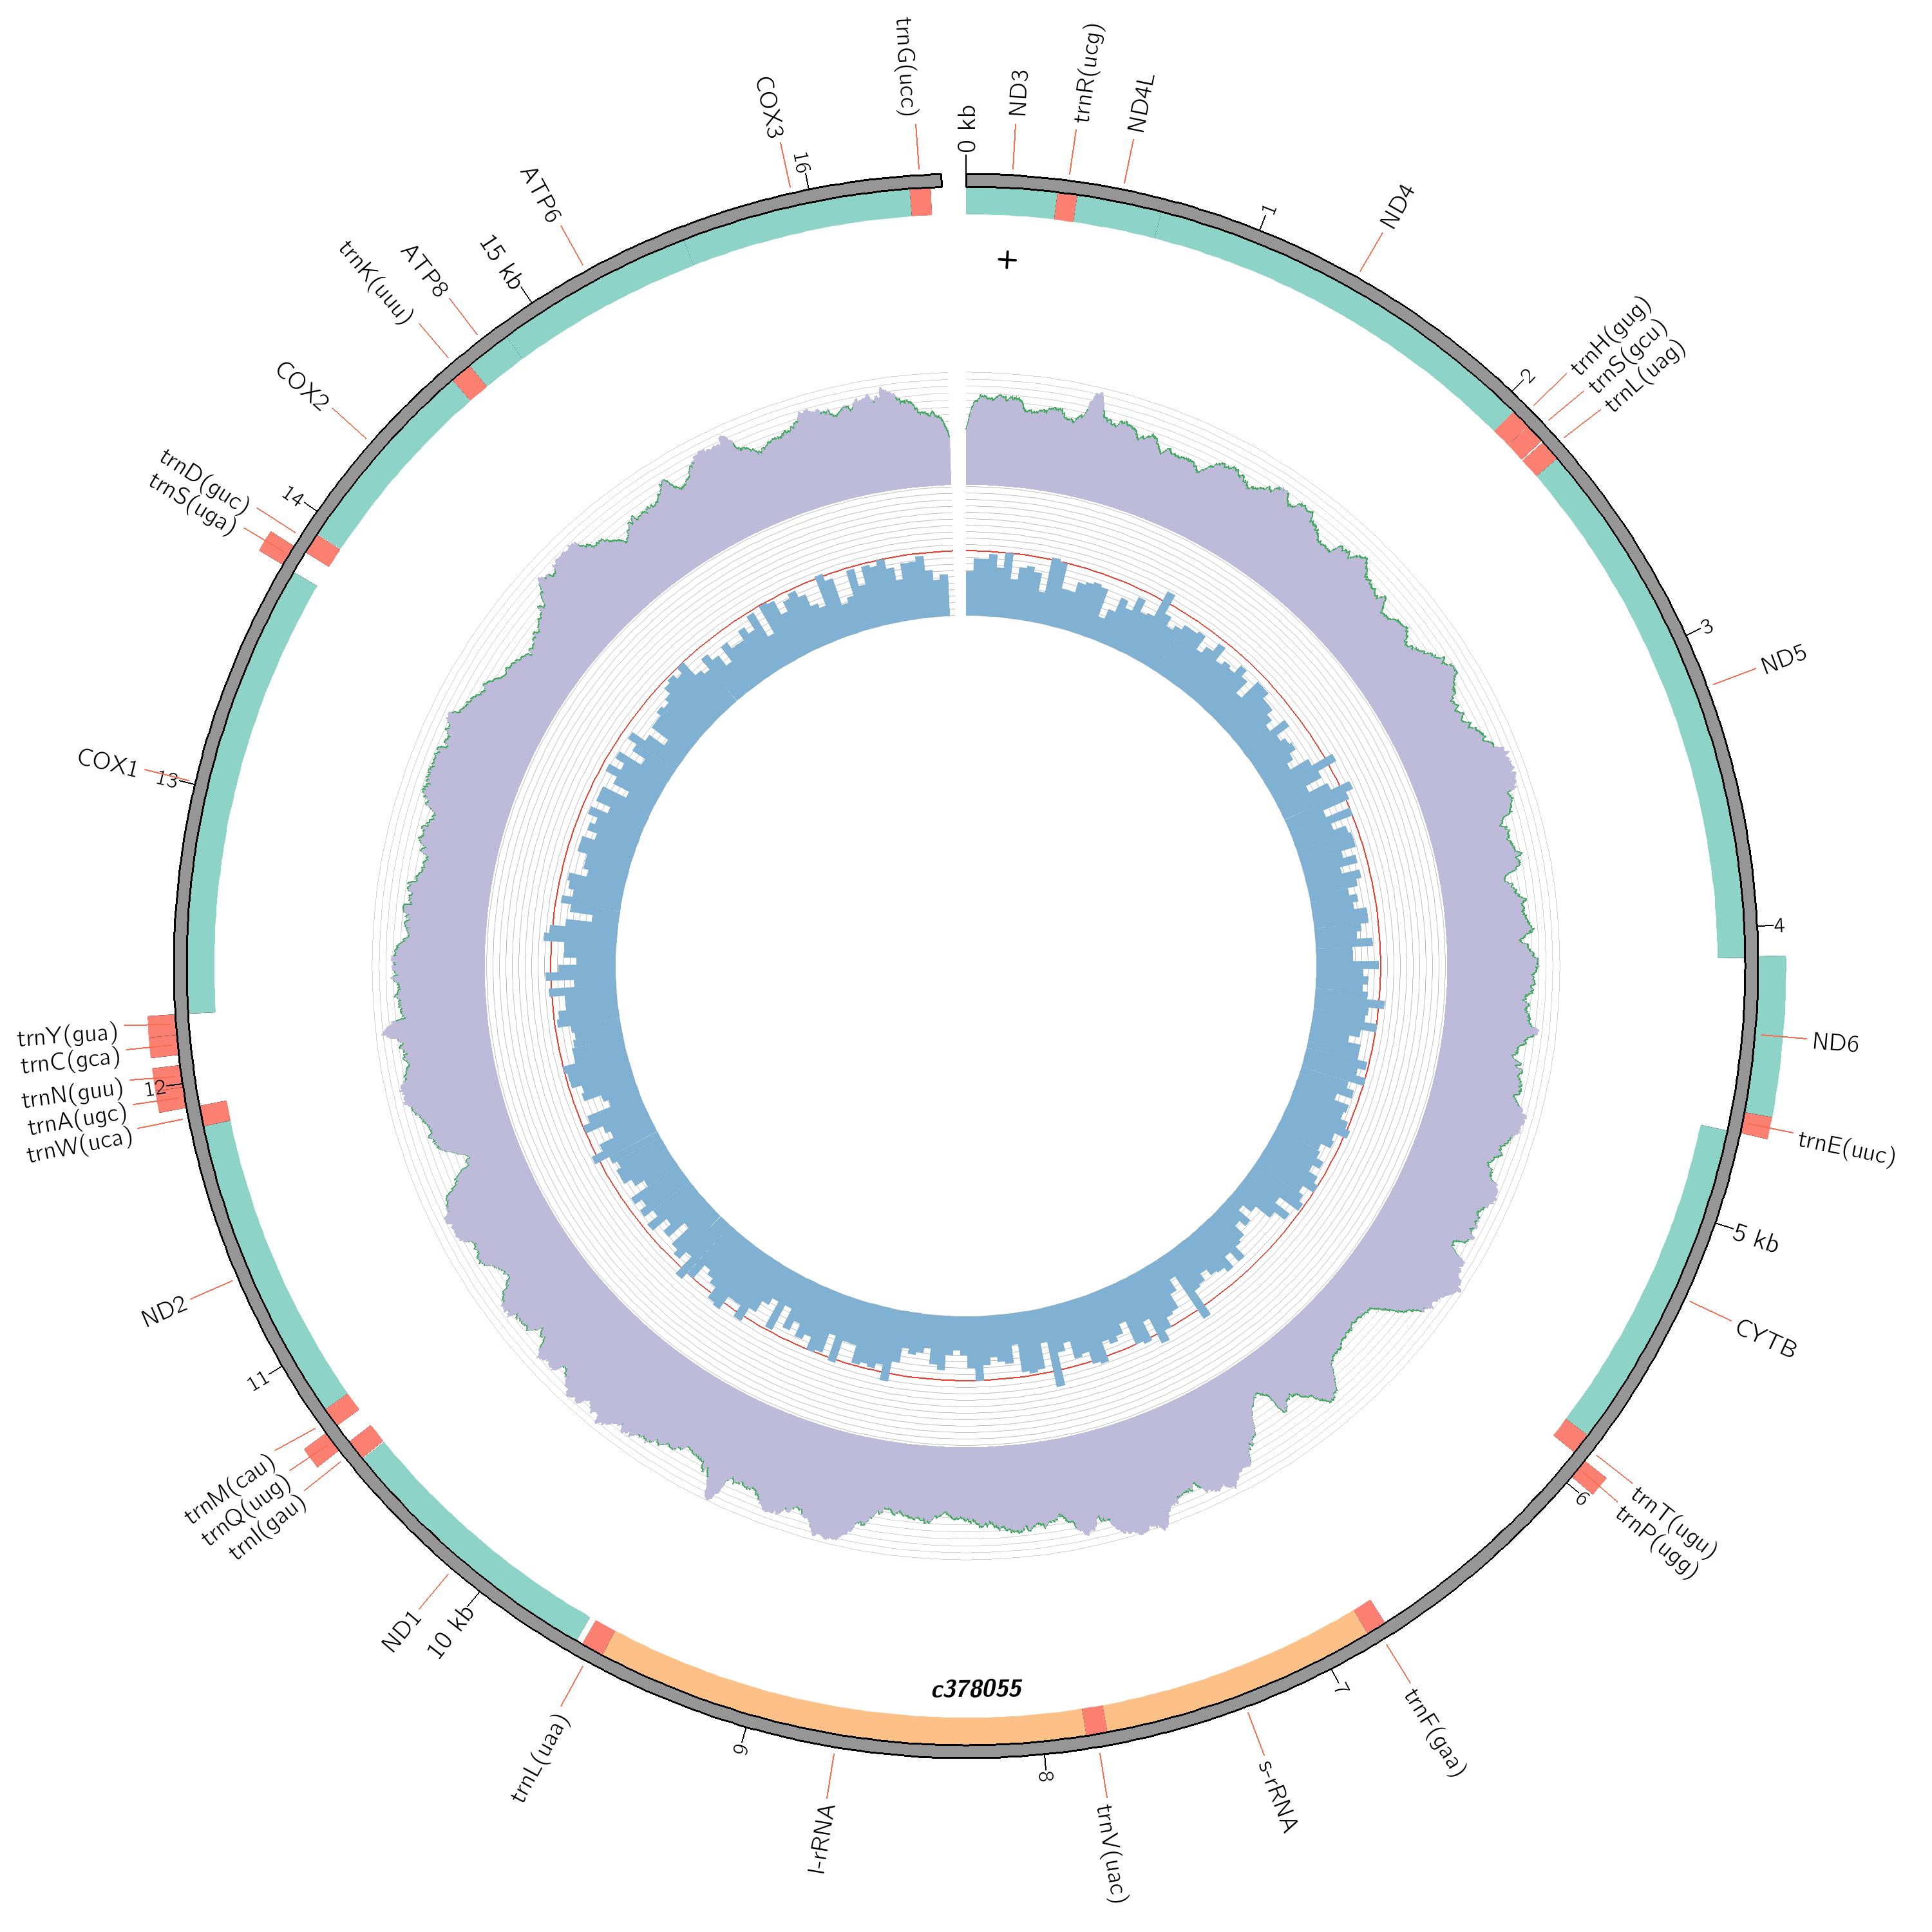 0 kb
ND3
trnR(ucg)
ND4L
1
ND4
2
trnH(gug)
trnS(gcu)
trnL(uag)
3
ND5
4
ND6
trnE(uuc)
5 kb
CYTB
trnT(ugu)
6
trnP(ugg)
trnF(gaa)
7
s-rRNA
trnV(uac)
8
l-rRNA
9
trnL(uaa)
10 kb
ND1
trnI(gau)
trnQ(uug)
trnM(cau)
11
ND2
trnW(uca)
trnA(ugc)
12
trnN(guu)
trnC(gca)
trnY(gua)
13
COX1
trnS(uga)
trnD(guc)
14
COX2
trnK(uuu)
ATP8
15 kb
ATP6
COX3
16
trnG(ucc)
+
c378055